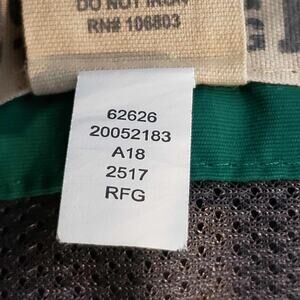 DO NOT IRON
RN# 106803
62626
20052183
A18
2517
RFG